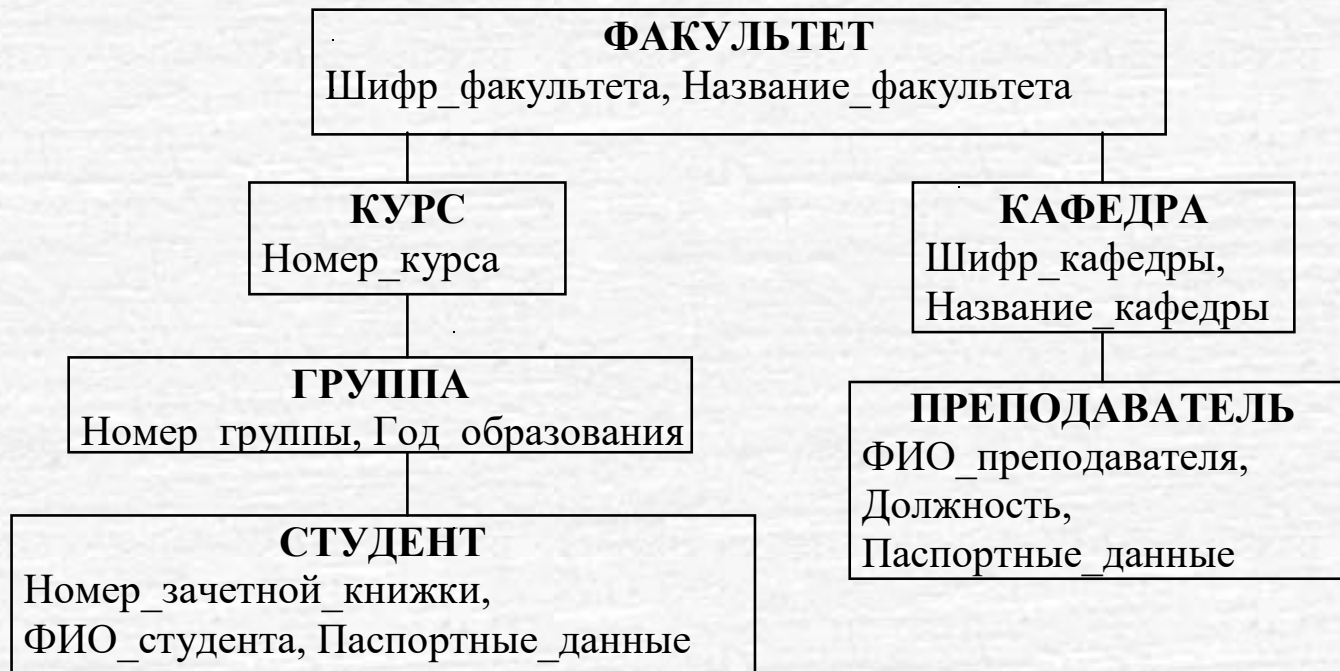 ФАКУЛЬТЕТ
Шифр_факультета, Название_факультета
КУРС
Номер_курса
КАФЕДРА
Шифр_кафедры,
Название_кафедры
ГРУППА
Номер_группы, Год_образования
ПРЕПОДАВАТЕЛЬ
ФИО_преподавателя,
Должность,
Паспортные_данные
СТУДЕНТ
Номер_зачетной_книжки,
ФИО_студента, Паспортные_данные